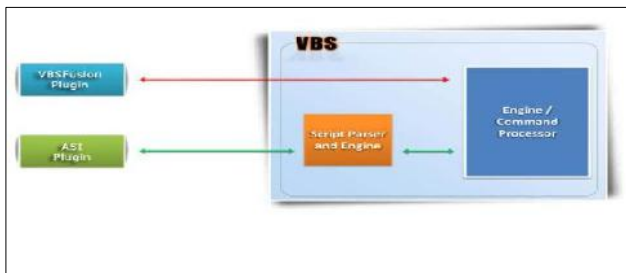 VBS
VBSFusion
Plugin
Engine /
Command
Processor
Script Parser
and Engine
ASI
Plugin